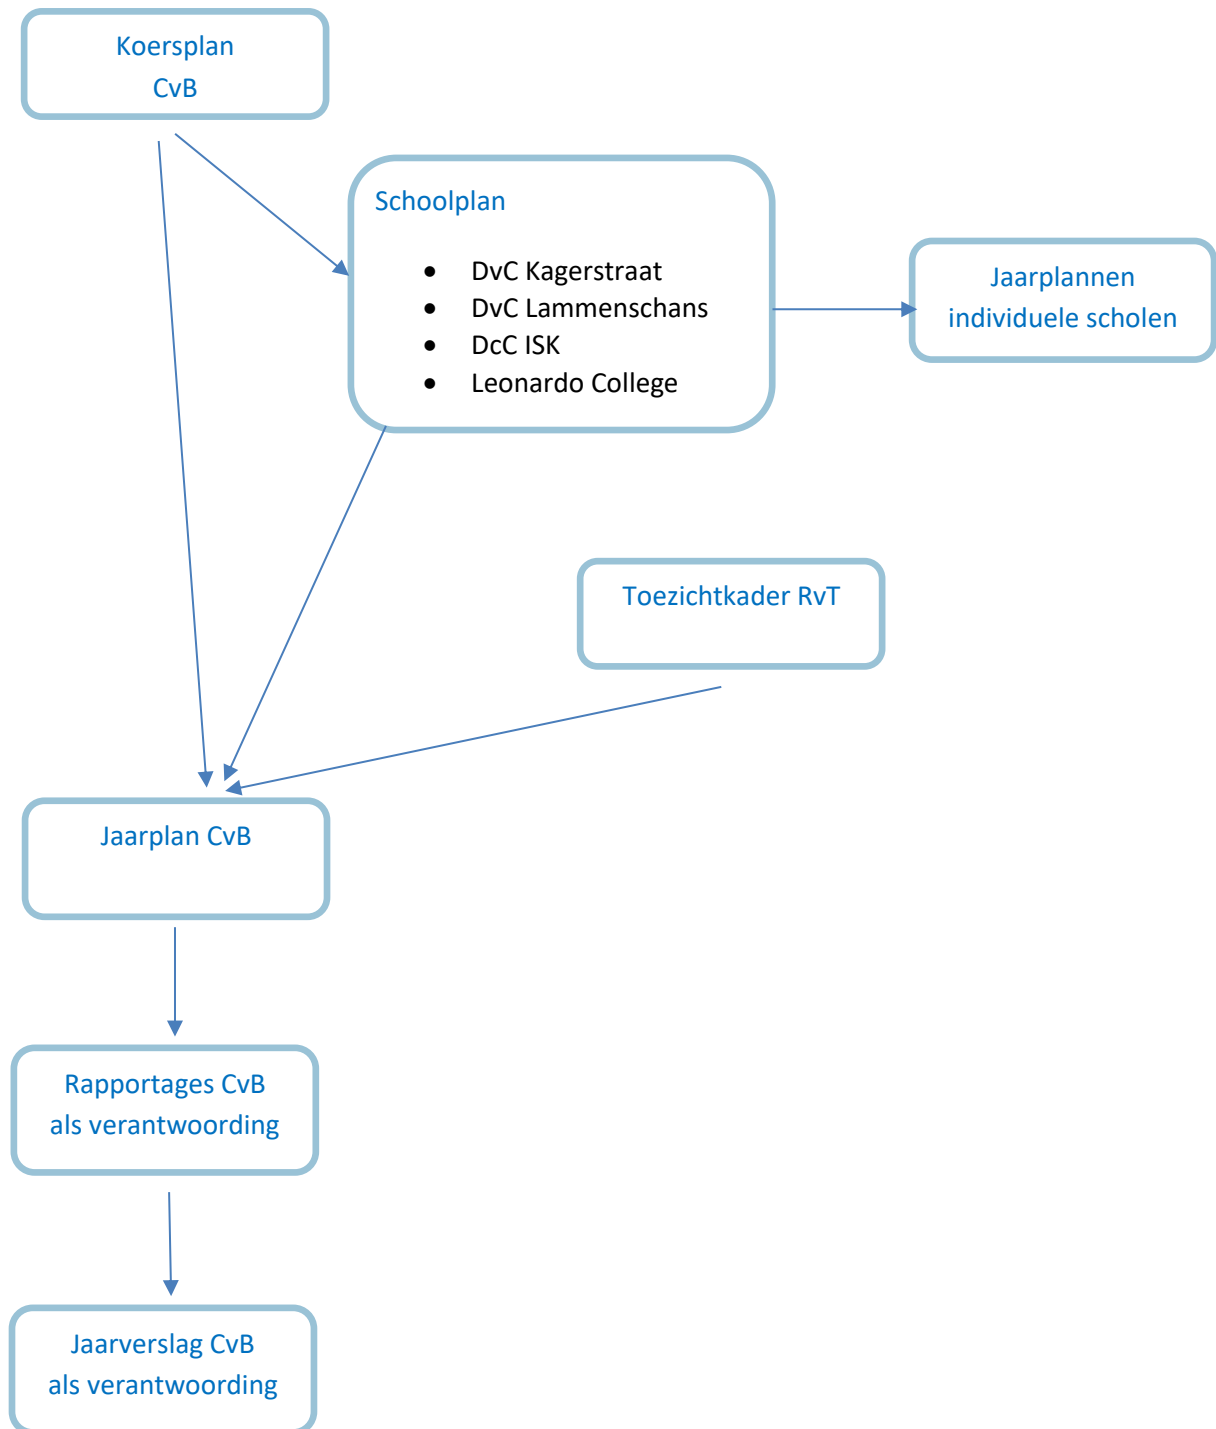 Koersplan
CvB
Schoolplan
• DvC Kagerstraat
• DvC Lammenschans
• DcC ISK
• Leonardo College
Jaarplannen
individuele scholen
Toezichtkader RvT
Jaarplan CvB
Rapportages CvB
als verantwoording
Jaarverslag CvB
als verantwoording